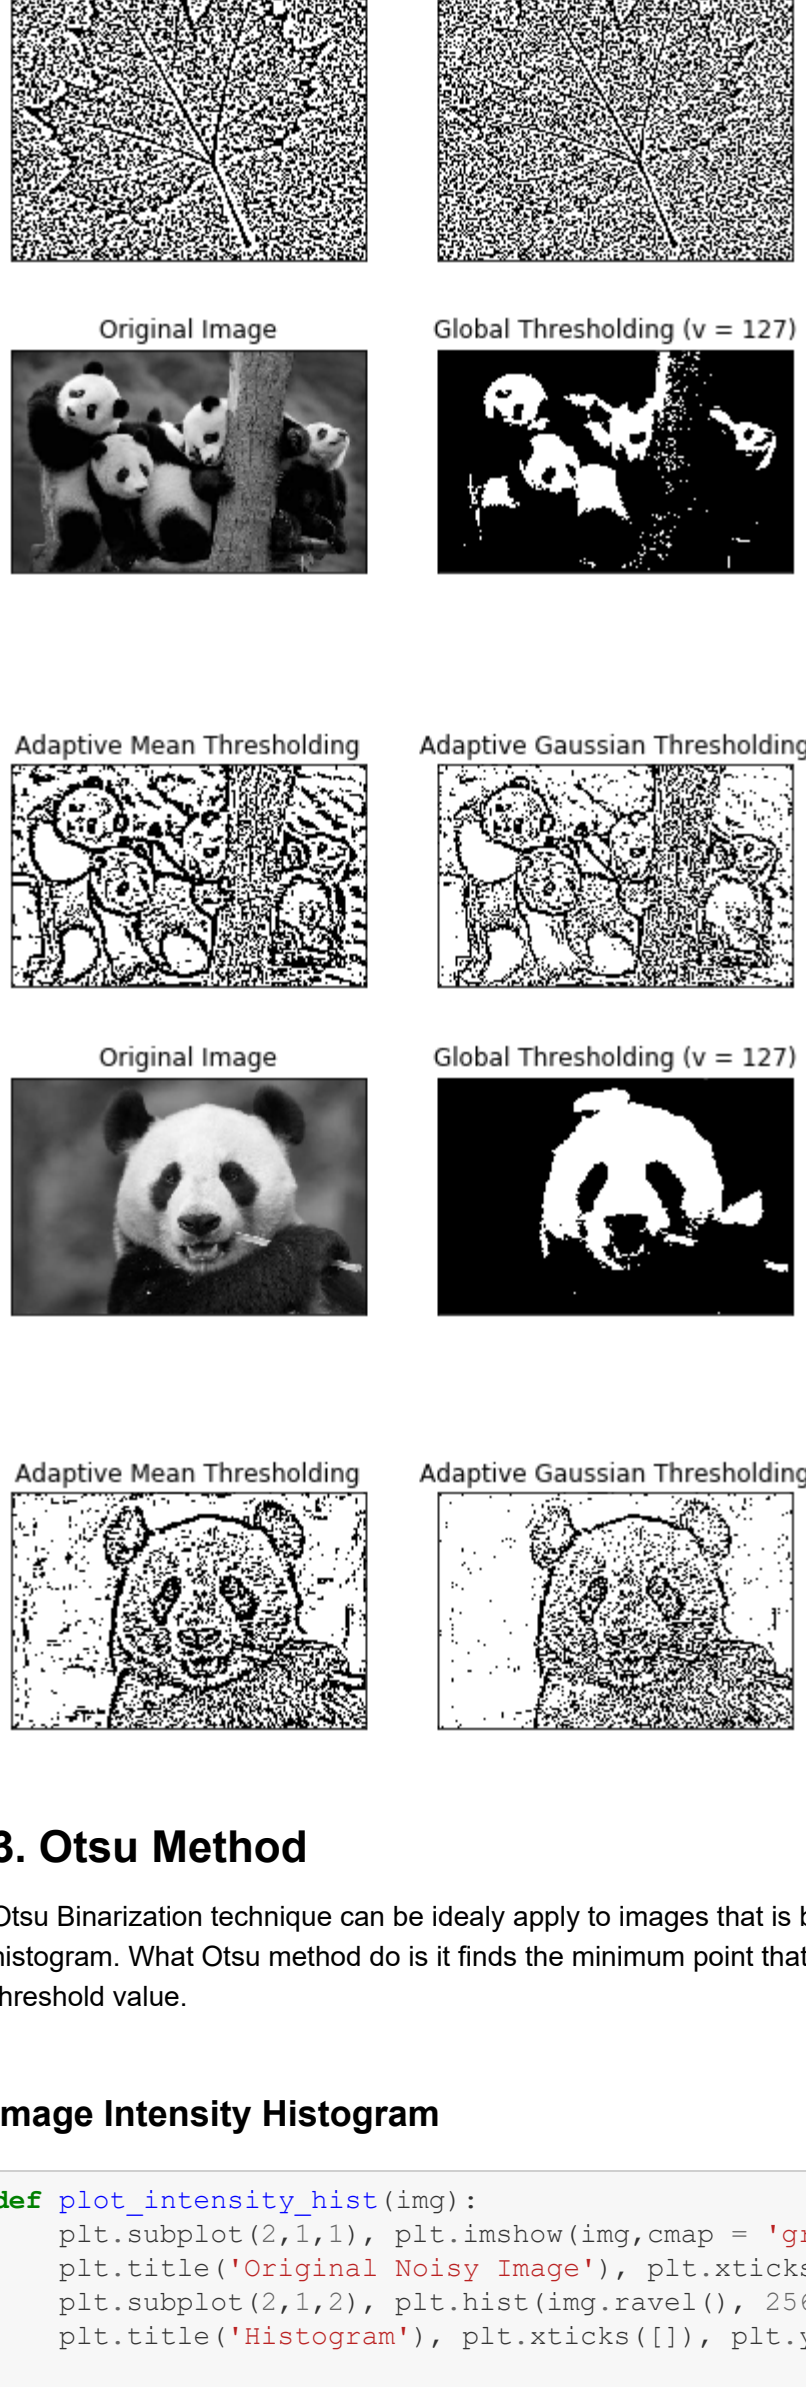 Original Image
Global Thresholding (v = 127)
Adaptive Mean Thresholding
Adaptive Gaussian Thresholding
Original Image
Global Thresholding (v = 127)
Adaptive Mean Thresholding
Adaptive Gaussian Thresholding
3. Otsu Method
Otsu Binarization technique can be idealy apply to images that is b
histogram. What Otsu method do is it finds the minimum point that
threshold value.
Image Intensity Histogram
def plot_intensity_hist(img):
    plt.subplot(2,1,1), plt.imshow(img,cmap = 'gr
    plt.title('Original Noisy Image'), plt.xticks
    plt.subplot(2,1,2), plt.hist(img.ravel(), 256
    plt.title('Histogram'), plt.xticks([]), plt.y